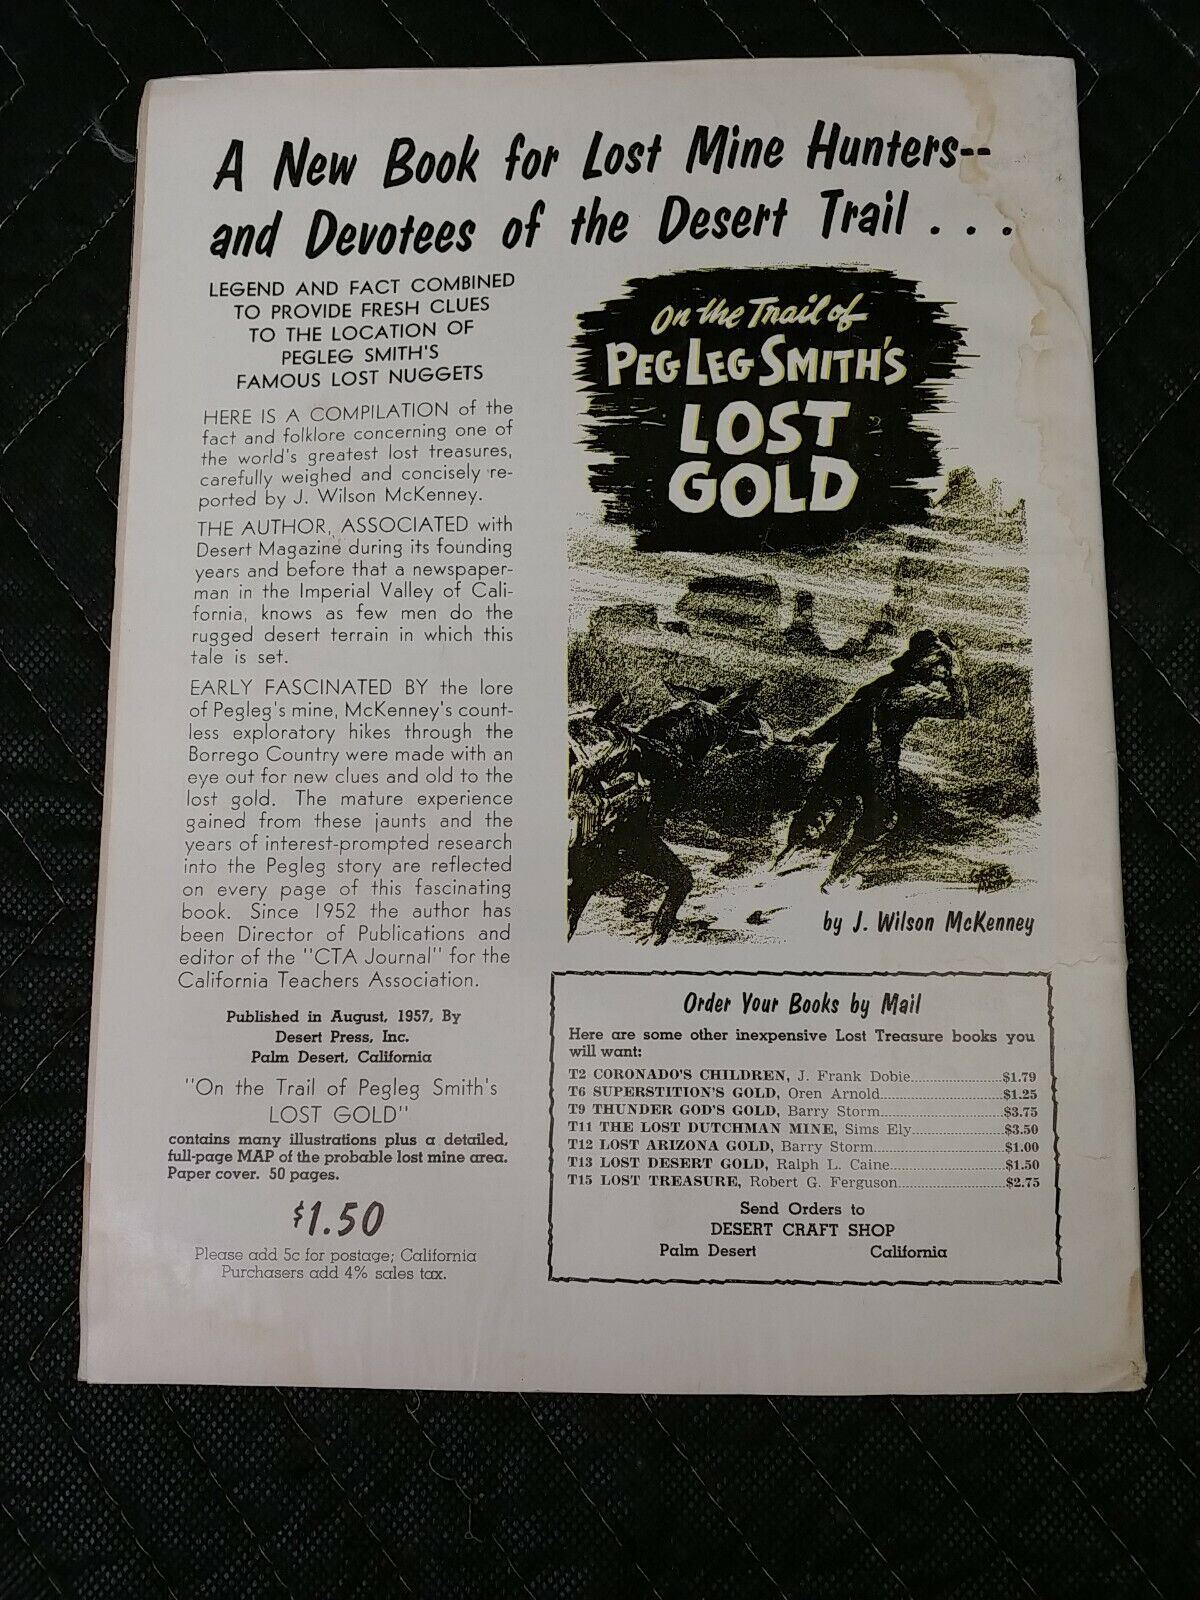 A New Book for Lost Mine Hunters--
and Devotees of the Desert Trail . . .
LEGEND AND FACT COMBINED
TO PROVIDE FRESH CLUES
TO THE LOCATION OF
PEGLEG SMITH'S
FAMOUS LOST NUGGETS
HERE IS A COMPILATION of the
fact and folklore concerning one of
the world's greatest lost treasures,
carefully weighed and concisely re-
ported by J. Wilson McKenney.
THE AUTHOR, ASSOCIATED with
Desert Magazine during its founding
years and before that a newspaper-
man in the Imperial Valley of Cali-
fornia, knows as few men do the
rugged desert terrain in which this
tale is set.
EARLY FASCINATED BY the lore
of Pegleg's mine, McKenney's count-
less exploratory hikes through the
Borrego Country were made with an
eye out for new clues and old to the
lost gold. The mature experience
gained from these jaunts and the
years of interest-prompted research
into the Pegleg story are reflected
on every page of this fascinating
book. Since 1952 the author has
been Director of Publications and
editor of the "CTA Journal" for the
California Teachers Association.
Published in August, 1957, By
Desert Press, Inc.
Palm Desert, California
"On the Trail of Pegleg Smith's
LOST GOLD"
contains many illustrations plus a detailed,
full-page MAP of the probable lost mine area.
Paper cover. 50 pages.
$1.50
Please add 5c for postage; California
Purchasers add 4% sales tax.
On the Trail of
PEG LEG SMITH'S
LOST
GOLD
by J. Wilson McKenney
Order Your Books by Mail
Here are some other inexpensive Lost Treasure books you
will want:
T2 CORONADO'S CHILDREN, J. Frank Dobie..........$1.79
T6 SUPERSTITION'S GOLD, Oren Arnold..........$1.25
T9 THUNDER GOD'S GOLD, Barry Storm..........$3.75
T11 THE LOST DUTCHMAN MINE, Sims Ely..........$3.50
T12 LOST ARIZONA GOLD, Barry Storm..........$1.00
T13 LOST DESERT GOLD, Ralph L. Caine..........$1.50
T15 LOST TREASURE, Robert G. Ferguson..........$2.75
Send Orders to
DESERT CRAFT SHOP
Palm Desert California